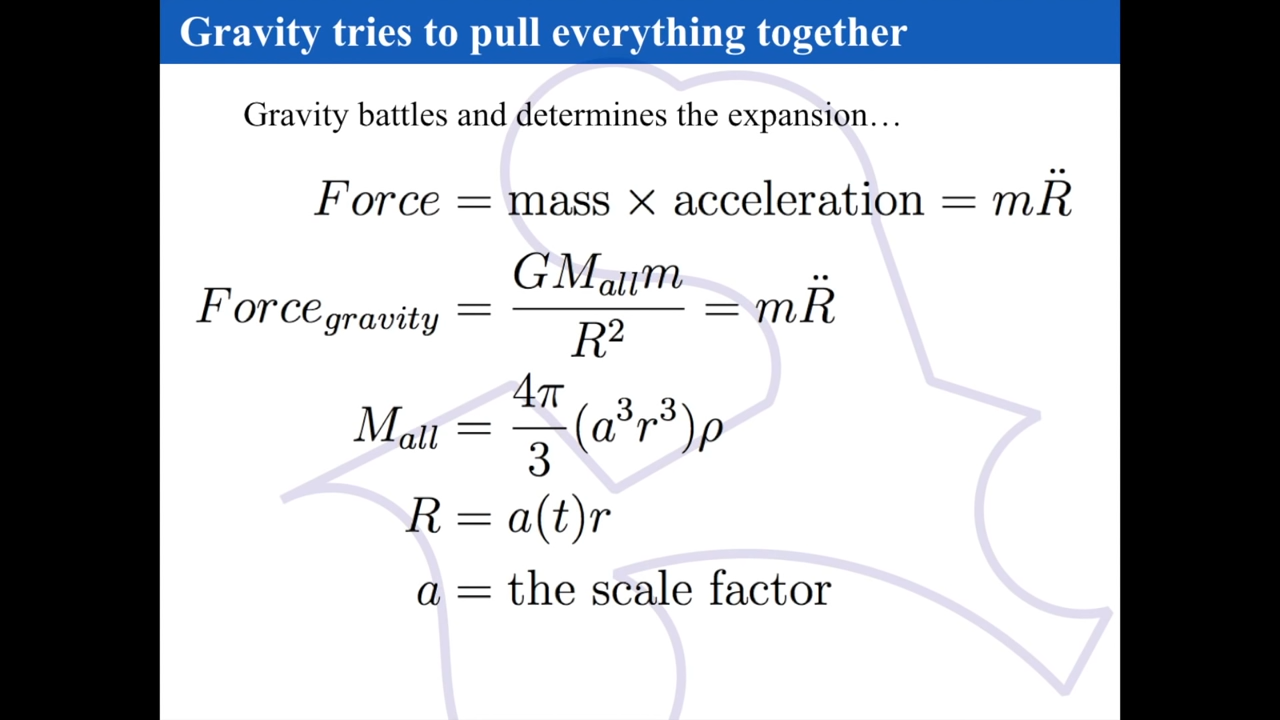 Gravity tries to pull everything together
Gravity battles and determines the expansion…
Force = mass × acceleration = mR̈
Force_gravity = GM_all m / R² = mR̈
M_all = 4π/3 (a³r³)ρ
R = a(t)r
a = the scale factor